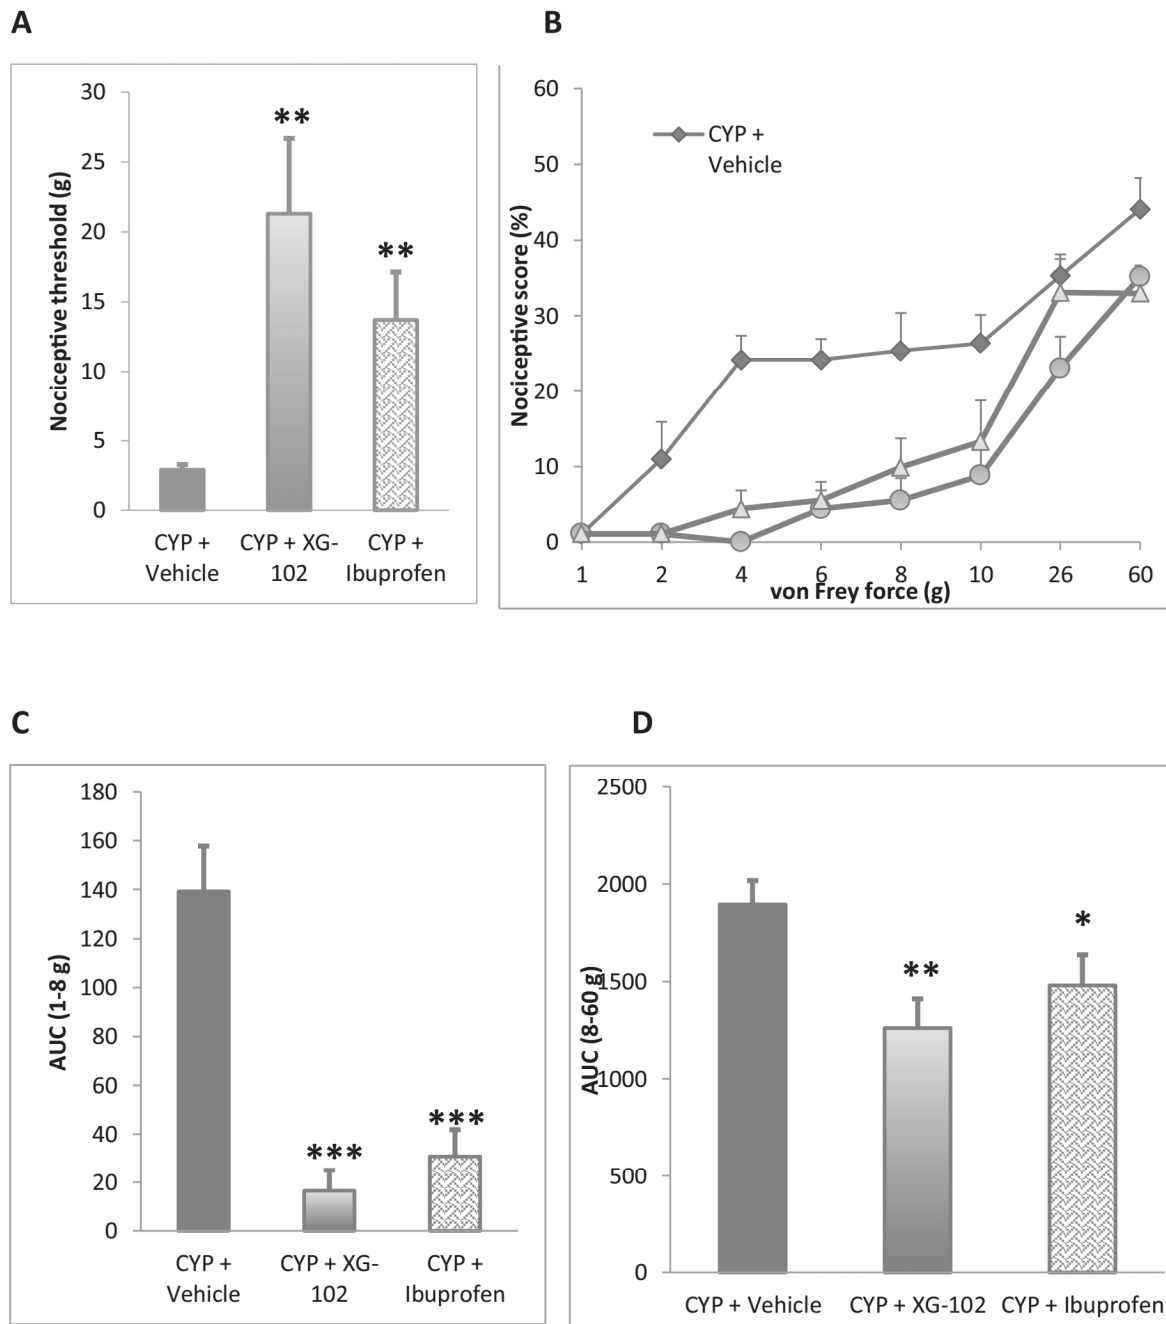 A
30
25
20
15
10
5
0
Nociceptive threshold (g)
**
**
CYP +
Vehicle
CYP + XG-
102
CYP +
Ibuprofen
B
60
50
40
30
20
10
0
Nociceptive score (%)
CYP +
Vehicle
1 2 4 6 8 10 26 60
von Frey force (g)
C
180
160
140
120
100
80
60
40
20
0
AUC (1-8 g)
***
***
CYP +
Vehicle
CYP + XG-
102
CYP +
Ibuprofen
D
2500
2000
1500
1000
500
0
AUC (8-60 g)
**
*
CYP + Vehicle CYP + XG-102 CYP + Ibuprofen